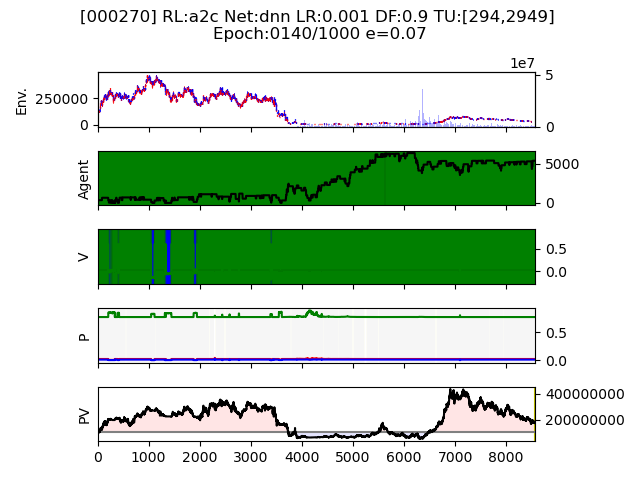 [000270] RL:a2c Net:dnn LR:0.001 DF:0.9 TU:[294,2949]
Epoch:0140/1000 e=0.07
1e7
Env.
250000
0
5
0
Agent
5000
0
V
0.5
0.0
P
0.5
0.0
PV
400000000
200000000
0 1000 2000 3000 4000 5000 6000 7000 8000